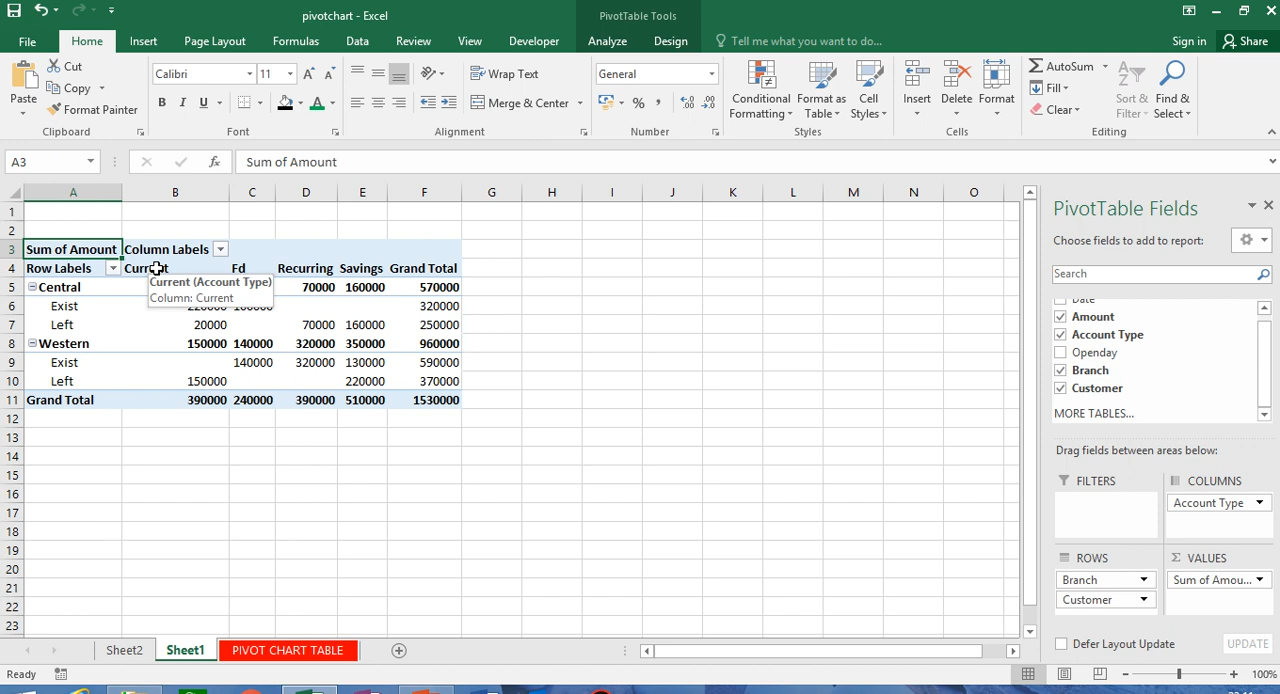 pivotchart - Excel
PivotTable Tools
File Home Insert Page Layout Formulas Data Review View Developer Analyze Design Tell me what you want to do... Sign in Share
Paste
Cut
Copy
Format Painter
Clipboard
Calibri 11
B I U
Font
Wrap Text
Merge & Center
Alignment
General
% ,
Number
Conditional Formatting
Format as Table
Cell Styles
Styles
Insert Delete Format
Cells
AutoSum
Fill
Clear
Sort & Filter
Find & Select
Editing
A3 fx Sum of Amount
A B C D E F G H I J K L M N O
1
2
3 Sum of Amount Column Labels
4 Row Labels Current Fd Recurring Savings Grand Total
Current (Account Type)
Column: Current
5 Central 70000 160000 570000
6 Exist 320000
7 Left 20000 70000 160000 250000
8 Western 150000 140000 320000 350000 960000
9 Exist 140000 320000 130000 590000
10 Left 150000 220000 370000
11 Grand Total 390000 240000 390000 510000 1530000
12
13
14
15
16
17
18
19
20
21
22
23
PivotTable Fields
Choose fields to add to report:
Search
Date
Amount
Account Type
Openday
Branch
Customer
MORE TABLES...
Drag fields between areas below:
FILTERS
COLUMNS
Account Type
ROWS
Branch
Customer
Σ VALUES
Sum of Amou...
Defer Layout Update UPDATE
Sheet2 Sheet1 PIVOT CHART TABLE
Ready 100%